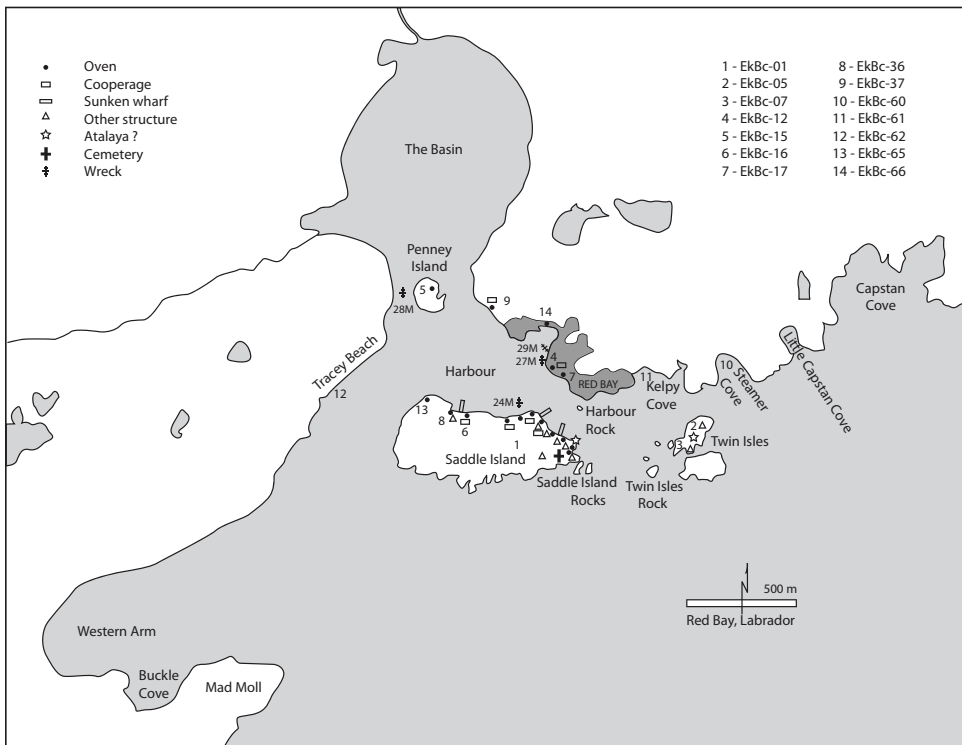 Oven
Cooperage
Sunken wharf
Other structure
Atalaya ?
Cemetery
Wreck
1 - EkBc-01
2 - EkBc-05
3 - EkBc-07
4 - EkBc-12
5 - EkBc-15
6 - EkBc-16
7 - EkBc-17
8 - EkBc-36
9 - EkBc-37
10 - EkBc-60
11 - EkBc-61
12 - EkBc-62
13 - EkBc-65
14 - EkBc-66
The Basin
Penney
Island
5
28M
9
14
29M
27M
4
7
RED BAY
Tracey Beach
12
Harbour
24M
13
8
6
1
Saddle Island
Saddle Island
Rocks
Harbour
Rock
11
Kelpy
Cove
10
Steamer
Cove
Little Capstan Cove
Capstan
Cove
2
3
Twin Isles
Twin Isles
Rock
N
500 m
Red Bay, Labrador
Western Arm
Buckle
Cove
Mad Moll